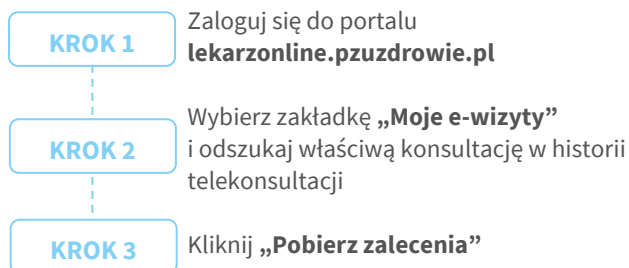 KROK 1
Zaloguj się do portalu
lekarzonline.pzuzdrowie.pl
KROK 2
Wybierz zakładkę „Moje e-wizyty”
i odszukaj właściwą konsultację w historii
telekonsultacji
KROK 3
Kliknij „Pobierz zalecenia”